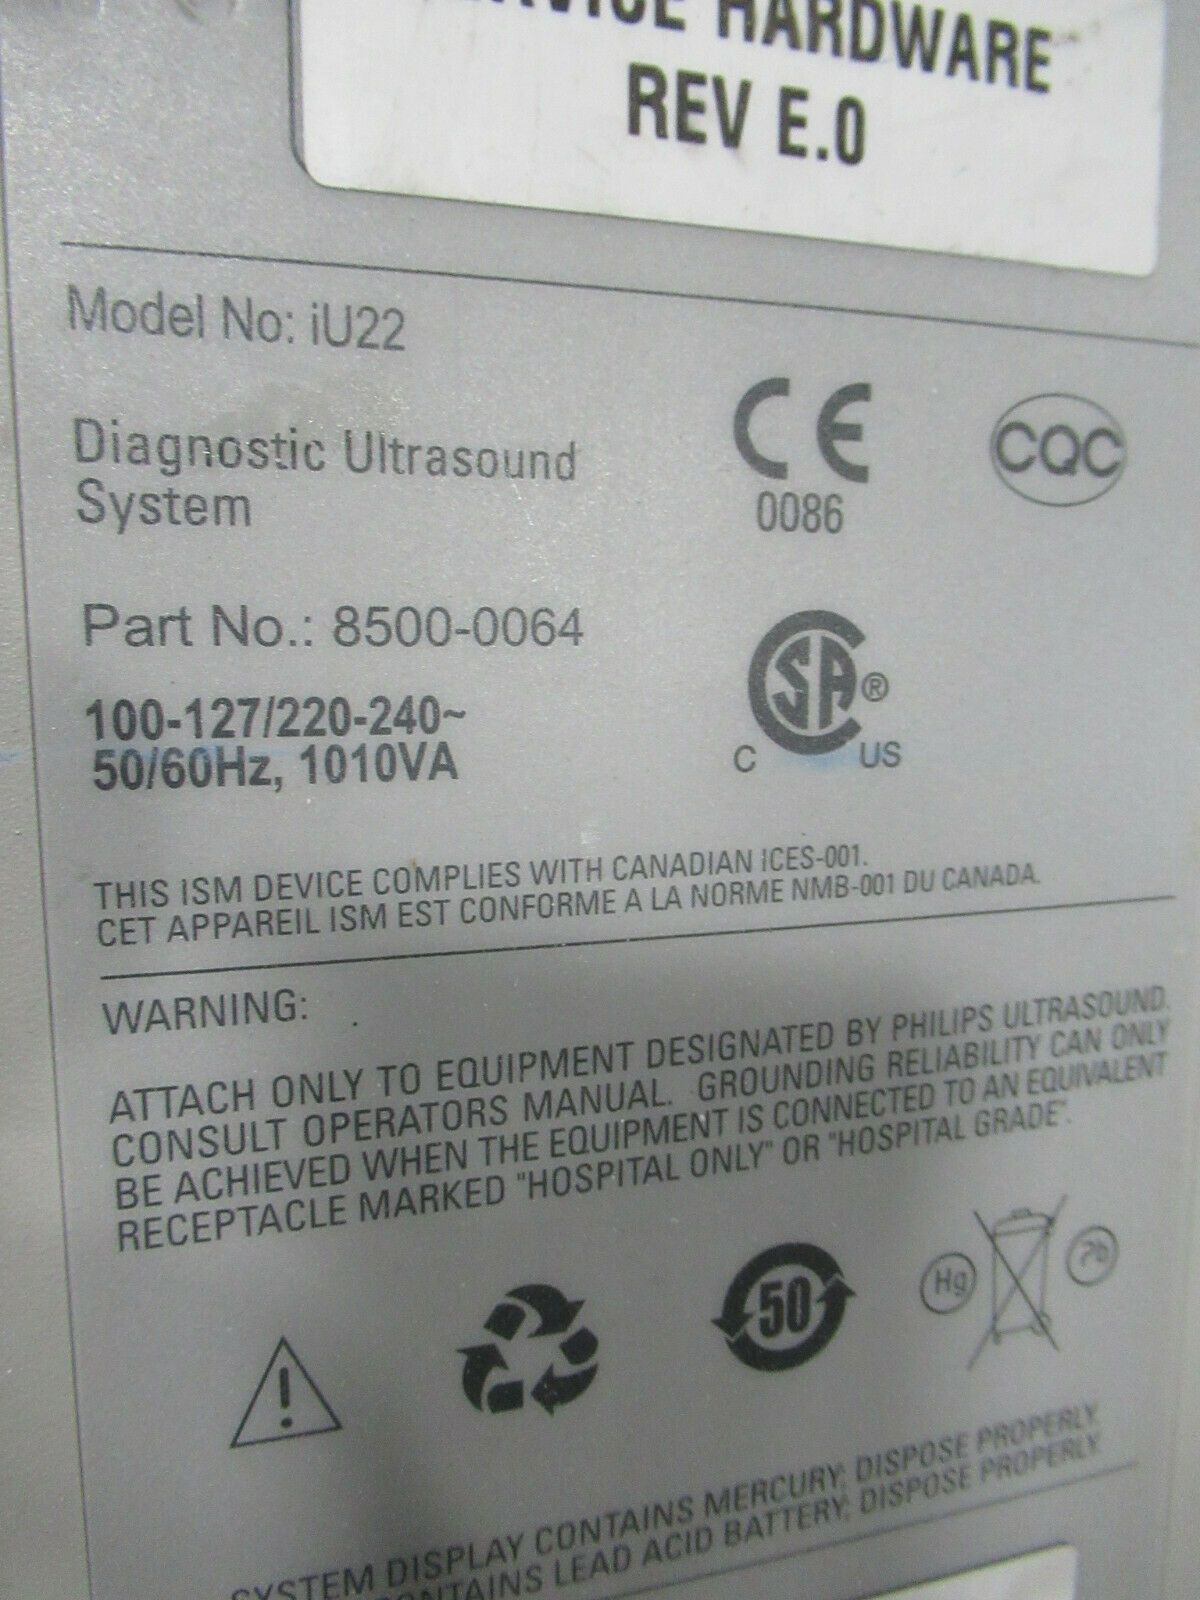 HARDWARE
REV E.0
Model No: iU22
Diagnostic Ultrasound
System
CE
0086
CQC
Part No.: 8500-0064
100-127/220-240~
50/60Hz, 1010VA
CSA®
C US
THIS ISM DEVICE COMPLIES WITH CANADIAN ICES-001.
CET APPAREIL ISM EST CONFORME A LA NORME NMB-001 DU CANADA.
WARNING:
ATTACH ONLY TO EQUIPMENT DESIGNATED BY PHILIPS ULTRASOUND.
CONSULT OPERATORS MANUAL. GROUNDING RELIABILITY CAN ONLY
BE ACHIEVED WHEN THE EQUIPMENT IS CONNECTED TO AN EQUIVALENT
RECEPTACLE MARKED "HOSPITAL ONLY" OR "HOSPITAL GRADE".
!
50
Hg
Pb
SYSTEM DISPLAY CONTAINS MERCURY; DISPOSE PROPERLY.
CONTAINS LEAD ACID BATTERY; DISPOSE PROPERLY.